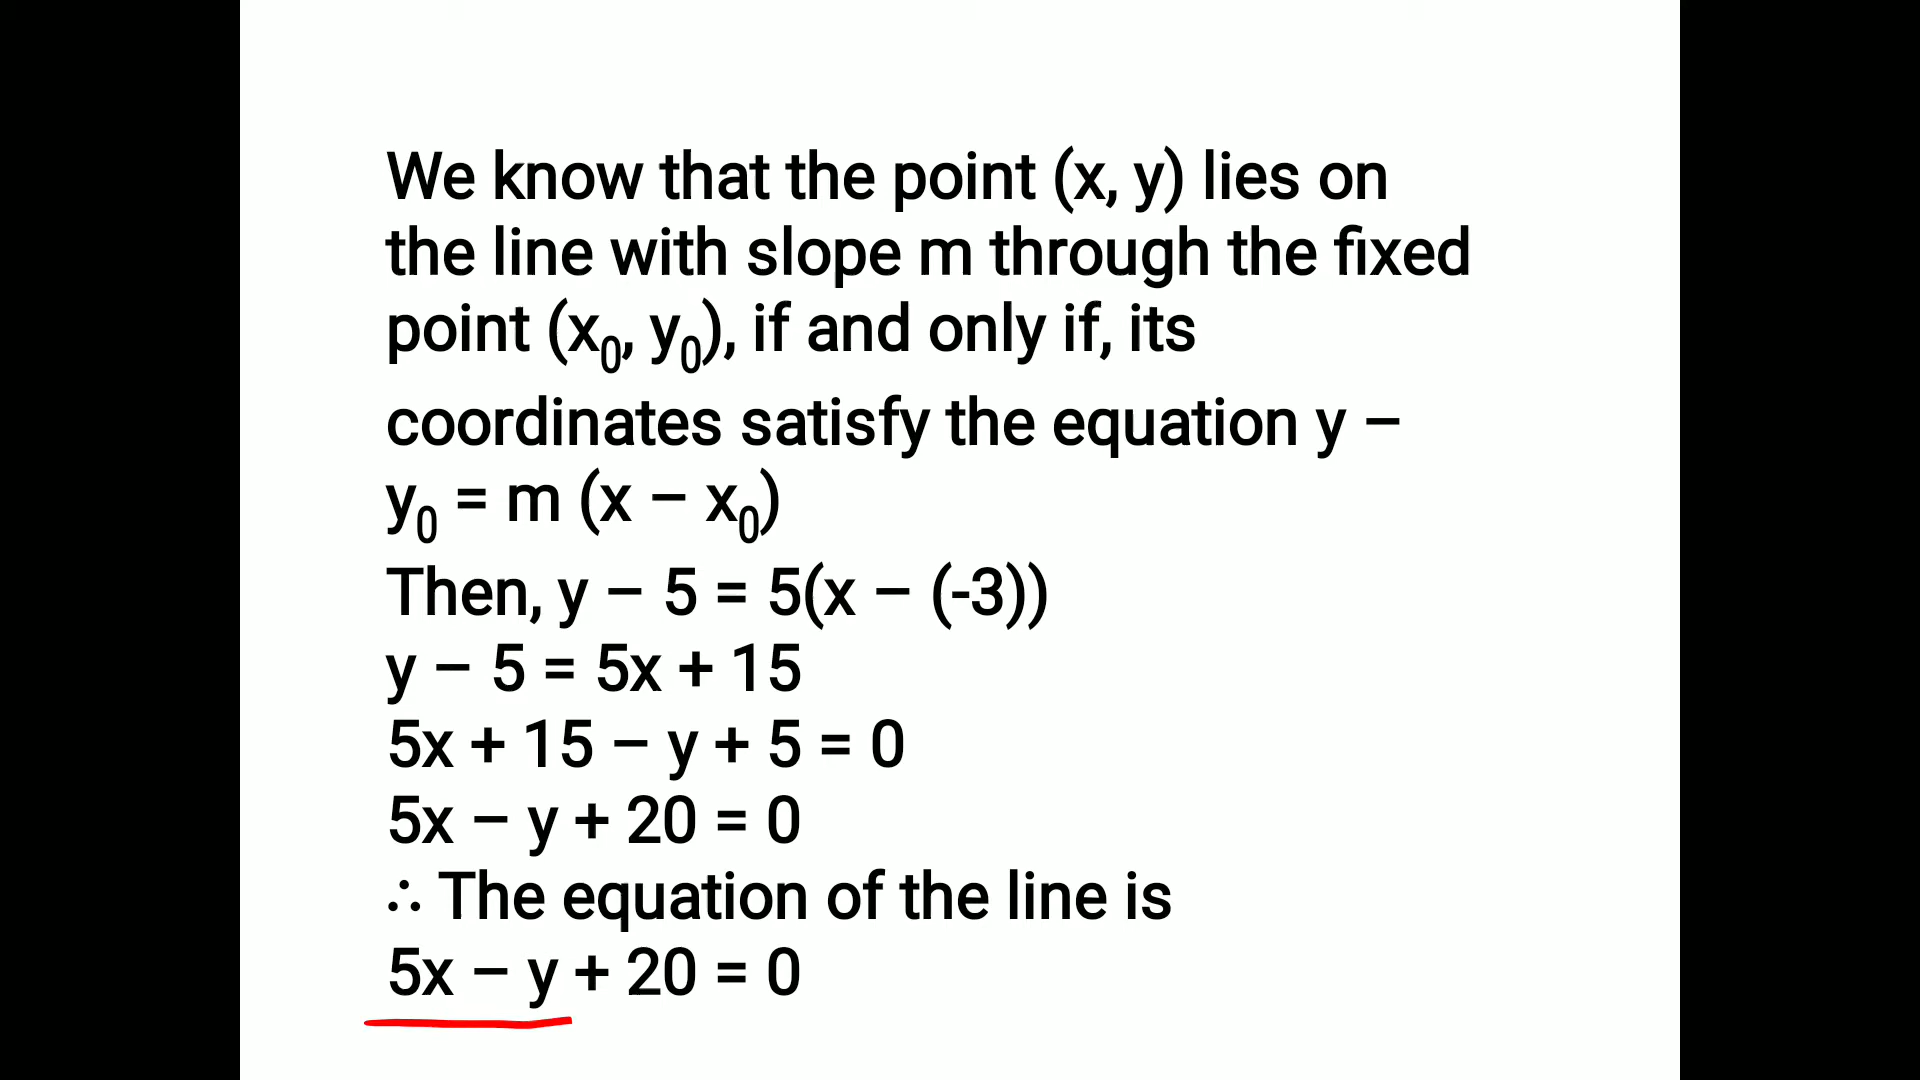 We know that the point (x, y) lies on
the line with slope m through the fixed
point (x₀, y₀), if and only if, its
coordinates satisfy the equation y –
y₀ = m (x – x₀)
Then, y – 5 = 5(x – (-3))
y – 5 = 5x + 15
5x + 15 – y + 5 = 0
5x – y + 20 = 0
∴ The equation of the line is
5x – y + 20 = 0